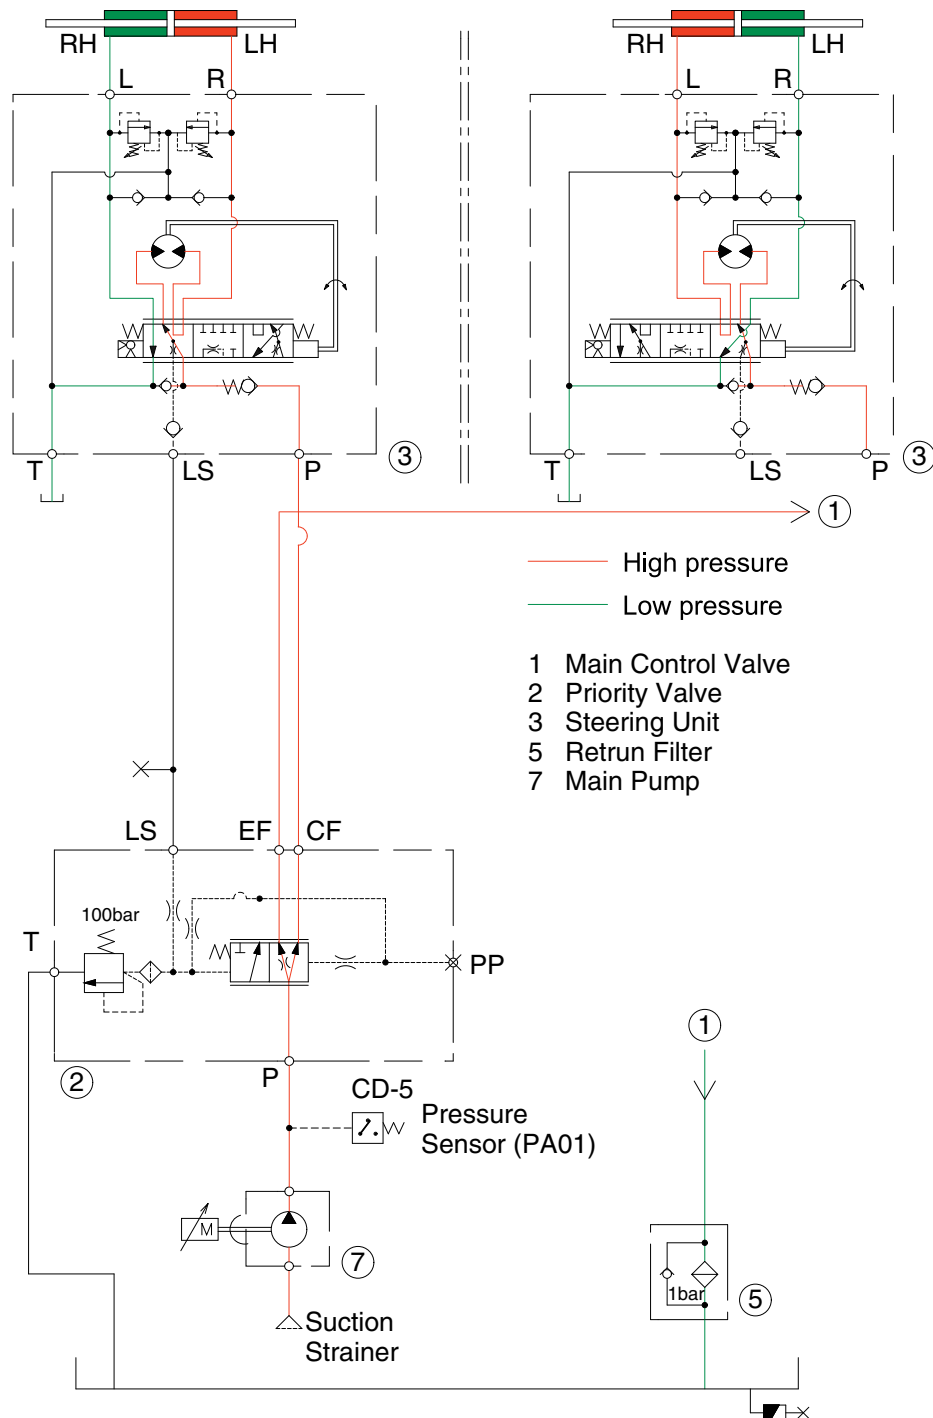 RH LH
RH LH
L R
L R
T LS P 3
T LS P 3
1
High pressure
Low pressure
1 Main Control Valve
2 Priority Valve
3 Steering Unit
5 Retrun Filter
7 Main Pump
LS EF CF
100bar
T
PP
2
P
1
CD-5
Pressure
Sensor (PA01)
M
7
1bar
5
Suction
Strainer